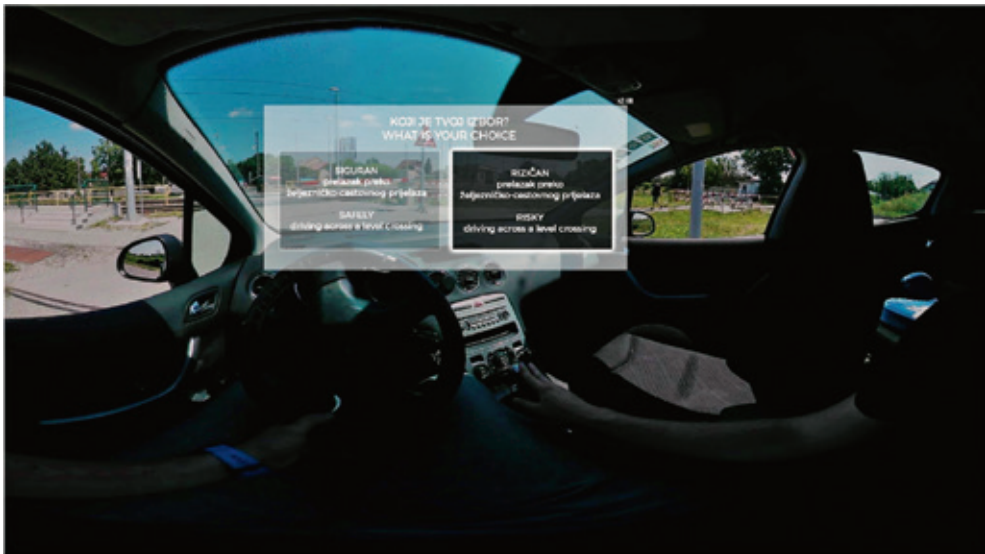 KOJI JE TVOJ IZBOR?
WHAT IS YOUR CHOICE
SIGURAN
prelazak preko
željezničko-cestovnog prijelaza
SAFELY
driving across a level crossing
RIZIČAN
prelazak preko
željezničko-cestovnog prijelaza
RISKY
driving across a level crossing